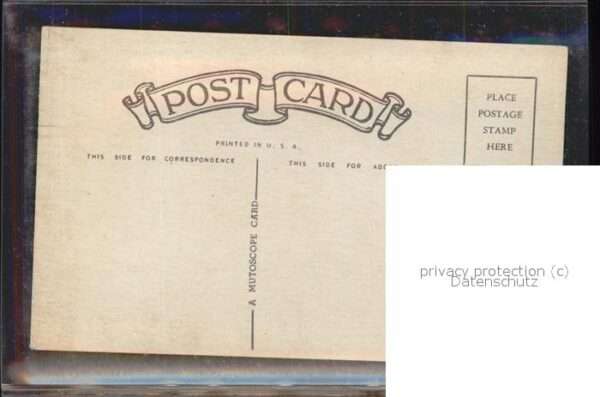 POST CARD
PLACE
POSTAGE
STAMP
HERE
PRINTED IN U. S. A.
THIS SIDE FOR CORRESPONDENCE
THIS SIDE FOR
A MUTOSCOPE CARD
privacy protection (c)
Datenschutz